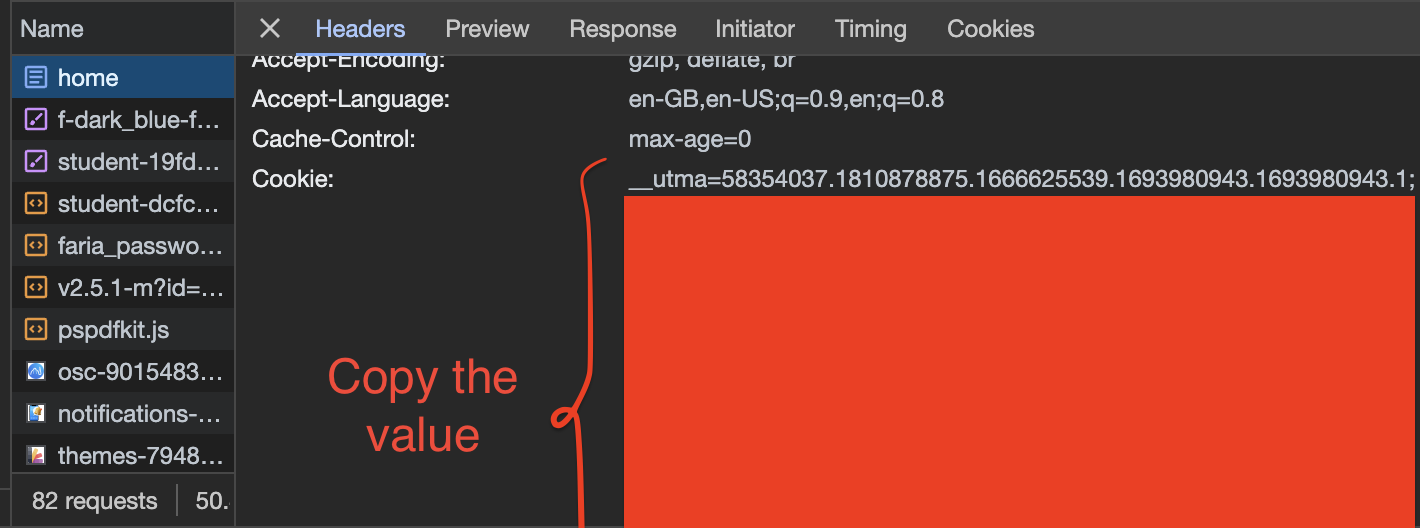 Name
Headers Preview Response Initiator Timing Cookies
home
f-dark_blue-f...
student-19fd...
student-dcfc...
faria_passwo...
v2.5.1-m?id=...
pspdfkit.js
osc-9015483...
notifications-...
themes-7948...
82 requests 50.
Accept-Encoding: gzip, deflate, br
Accept-Language: en-GB,en-US;q=0.9,en;q=0.8
Cache-Control: max-age=0
Cookie: __utma=58354037.1810878875.1666625539.1693980943.1693980943.1;
Copy the
value